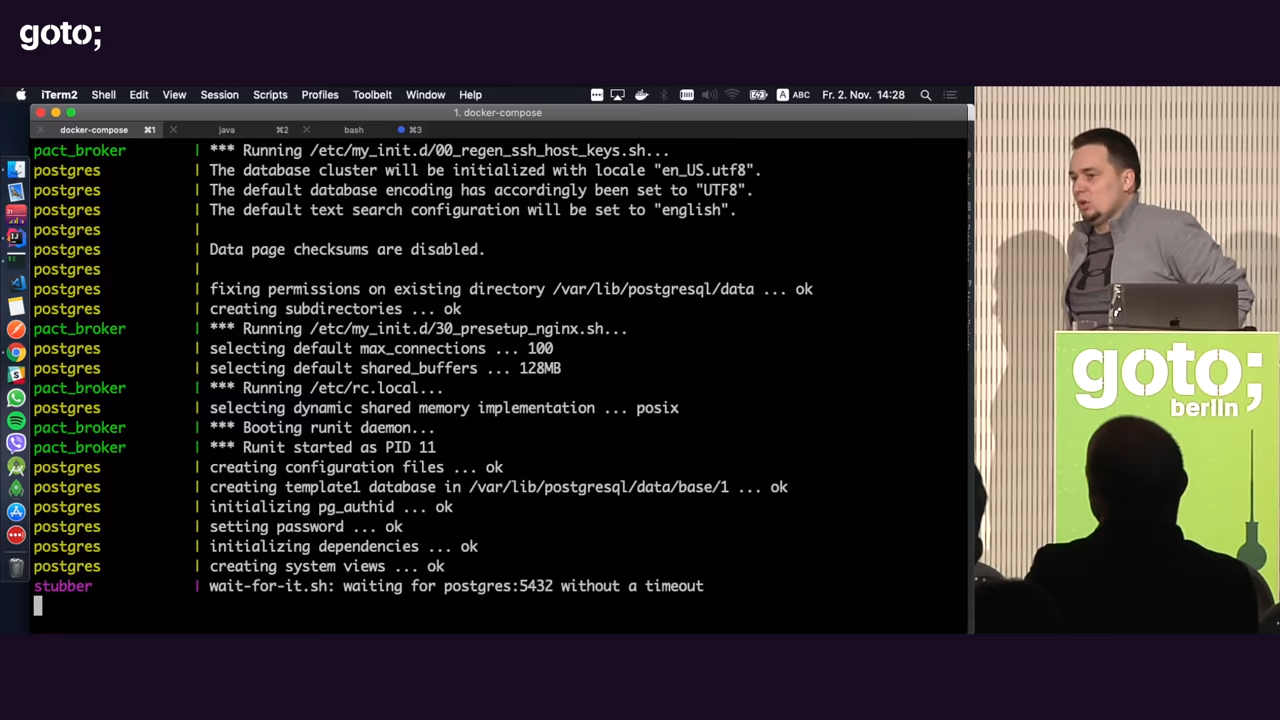 goto;
iTerm2 Shell Edit View Session Scripts Profiles Toolbelt Window Help A ABC Fr. 2. Nov. 14:28
1. docker-compose
docker-compose ⌘1 java ⌘2 bash ⌘3
pact_broker | *** Running /etc/my_init.d/00_regen_ssh_host_keys.sh...
postgres | The database cluster will be initialized with locale "en_US.utf8".
postgres | The default database encoding has accordingly been set to "UTF8".
postgres | The default text search configuration will be set to "english".
postgres |
postgres | Data page checksums are disabled.
postgres |
postgres | fixing permissions on existing directory /var/lib/postgresql/data ... ok
postgres | creating subdirectories ... ok
pact_broker | *** Running /etc/my_init.d/30_presetup_nginx.sh...
postgres | selecting default max_connections ... 100
postgres | selecting default shared_buffers ... 128MB
pact_broker | *** Running /etc/rc.local...
postgres | selecting dynamic shared memory implementation ... posix
pact_broker | *** Booting runit daemon...
pact_broker | *** Runit started as PID 11
postgres | creating configuration files ... ok
postgres | creating template1 database in /var/lib/postgresql/data/base/1 ... ok
postgres | initializing pg_authid ... ok
postgres | setting password ... ok
postgres | initializing dependencies ... ok
postgres | creating system views ... ok
stubber | wait-for-it.sh: waiting for postgres:5432 without a timeout
goto;
berlin